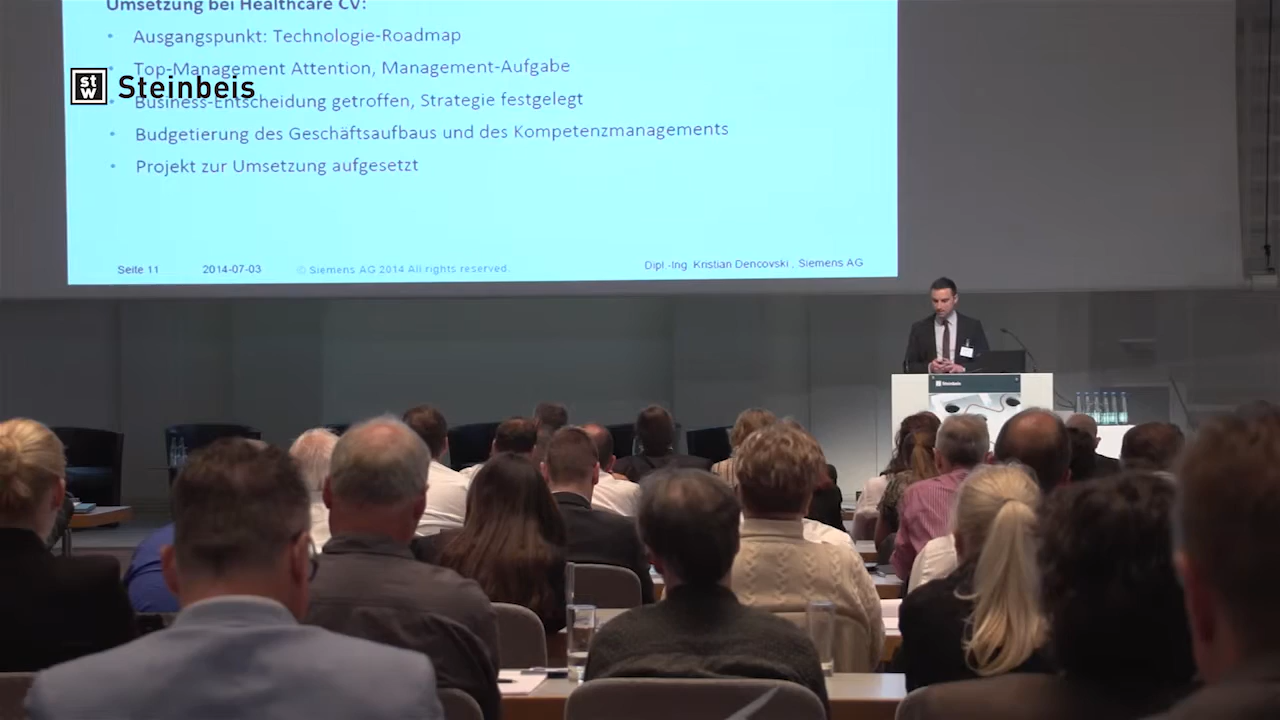 Umsetzung bei Healthcare CV:
• Ausgangspunkt: Technologie-Roadmap
• Top-Management Attention, Management-Aufgabe
stw Steinbeis
• Business-Entscheidung getroffen, Strategie festgelegt
• Budgetierung des Geschäftsaufbaus und des Kompetenzmanagements
• Projekt zur Umsetzung aufgesetzt
Seite 11 2014-07-03 © Siemens AG 2014 All rights reserved. Dipl.-Ing. Kristian Dencovski , Siemens AG
Steinbeis